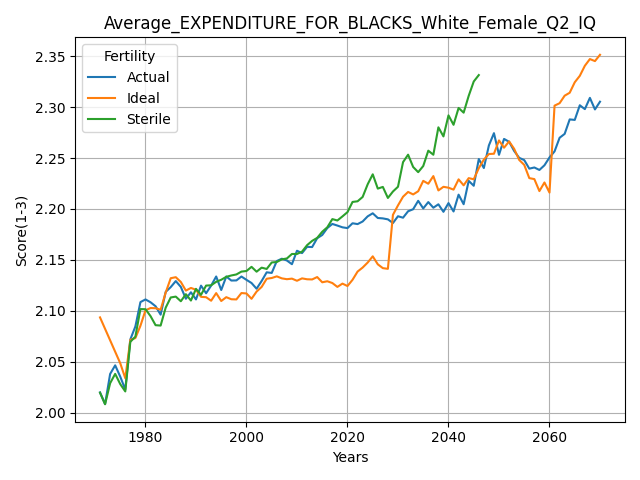 Average_EXPENDITURE_FOR_BLACKS_White_Female_Q2_IQ
Fertility
Actual
Ideal
Sterile
Score(1-3)
2.35
2.30
2.25
2.20
2.15
2.10
2.05
2.00
1980
2000
2020
2040
2060
Years